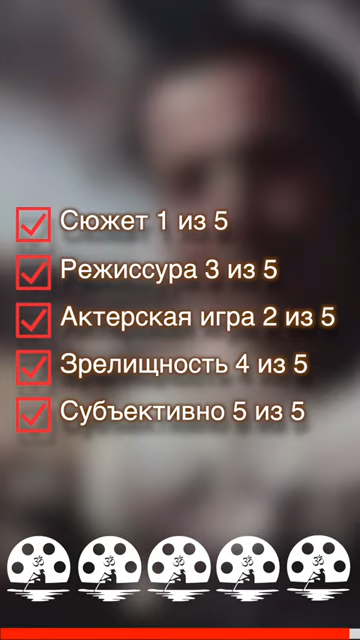 Сюжет 1 из 5
Режиссура 3 из 5
Актерская игра 2 из 5
Зрелищность 4 из 5
Субъективно 5 из 5
ॐ ॐ ॐ ॐ ॐ